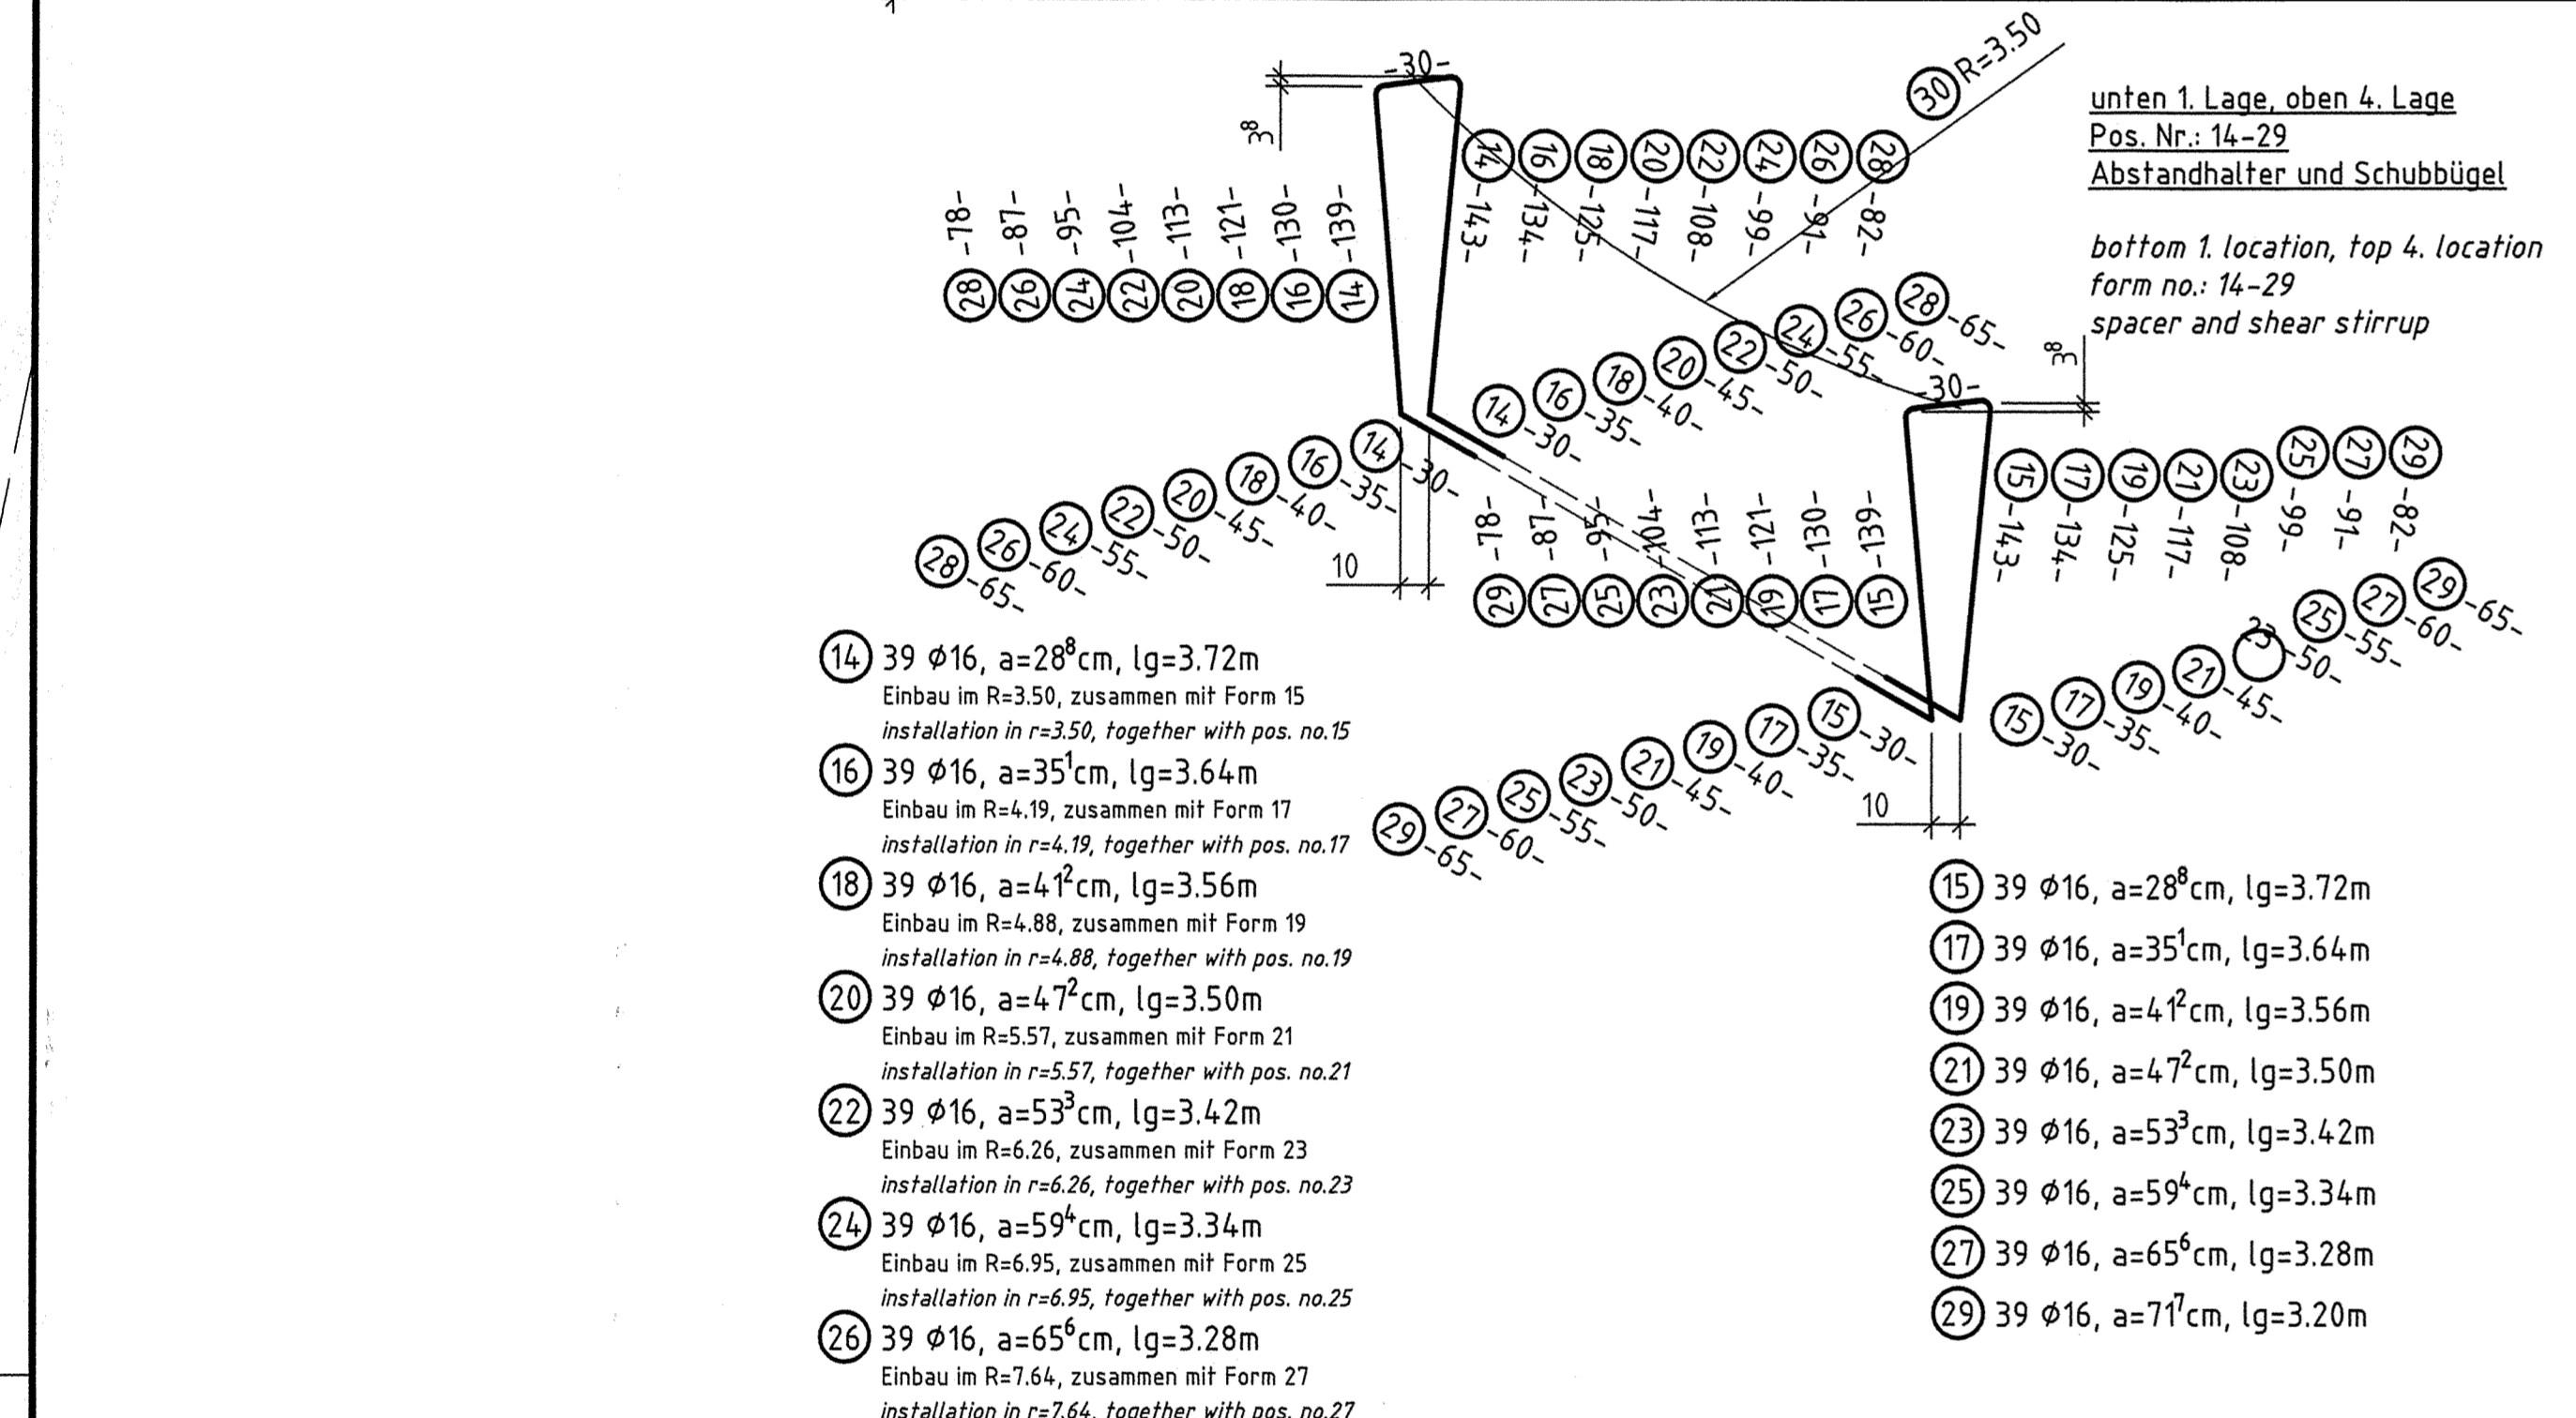 -30-
3⁸
30 R=3.50
unten 1. Lage, oben 4. Lage
Pos. Nr.: 14-29
Abstandhalter und Schubbügel
bottom 1. location, top 4. location
form no.: 14-29
spacer and shear stirrup
14 16 18 20 22 24 26 28
-143- -134- -125- -117- -108- -99- -91- -82-
-78- -87- -95- -104- -113- -121- -130- -139-
28 26 24 22 20 18 16 14
14 -30- 16 -35- 18 -40- 20 -45- 22 -50- 24 -55- 26 -60- 28 -65-
28 -65- 26 -60- 24 -55- 22 -50- 20 -45- 18 -40- 16 -35- 14 -30-
10
-30-
3⁸
15 17 19 21 23 25 27 29
-143- -134- -125- -117- -108- -99- -91- -82-
-78- -87- -95- -104- -113- -121- -130- -139-
29 27 25 23 21 19 17 15
15 -30- 17 -35- 19 -40- 21 -45- 23 -50- 25 -55- 27 -60- 29 -65-
29 -65- 27 -60- 25 -55- 23 -50- 21 -45- 19 -40- 17 -35- 15 -30-
10
14 39 ⌀16, a=28⁸cm, lg=3.72m
Einbau im R=3.50, zusammen mit Form 15
installation in r=3.50, together with pos. no.15
16 39 ⌀16, a=35¹cm, lg=3.64m
Einbau im R=4.19, zusammen mit Form 17
installation in r=4.19, together with pos. no.17
18 39 ⌀16, a=41²cm, lg=3.56m
Einbau im R=4.88, zusammen mit Form 19
installation in r=4.88, together with pos. no.19
20 39 ⌀16, a=47²cm, lg=3.50m
Einbau im R=5.57, zusammen mit Form 21
installation in r=5.57, together with pos. no.21
22 39 ⌀16, a=53³cm, lg=3.42m
Einbau im R=6.26, zusammen mit Form 23
installation in r=6.26, together with pos. no.23
24 39 ⌀16, a=59⁴cm, lg=3.34m
Einbau im R=6.95, zusammen mit Form 25
installation in r=6.95, together with pos. no.25
26 39 ⌀16, a=65⁶cm, lg=3.28m
Einbau im R=7.64, zusammen mit Form 27
installation in r=7.64, together with pos. no.27
15 39 ⌀16, a=28⁸cm, lg=3.72m
17 39 ⌀16, a=35¹cm, lg=3.64m
19 39 ⌀16, a=41²cm, lg=3.56m
21 39 ⌀16, a=47²cm, lg=3.50m
23 39 ⌀16, a=53³cm, lg=3.42m
25 39 ⌀16, a=59⁴cm, lg=3.34m
27 39 ⌀16, a=65⁶cm, lg=3.28m
29 39 ⌀16, a=71⁷cm, lg=3.20m